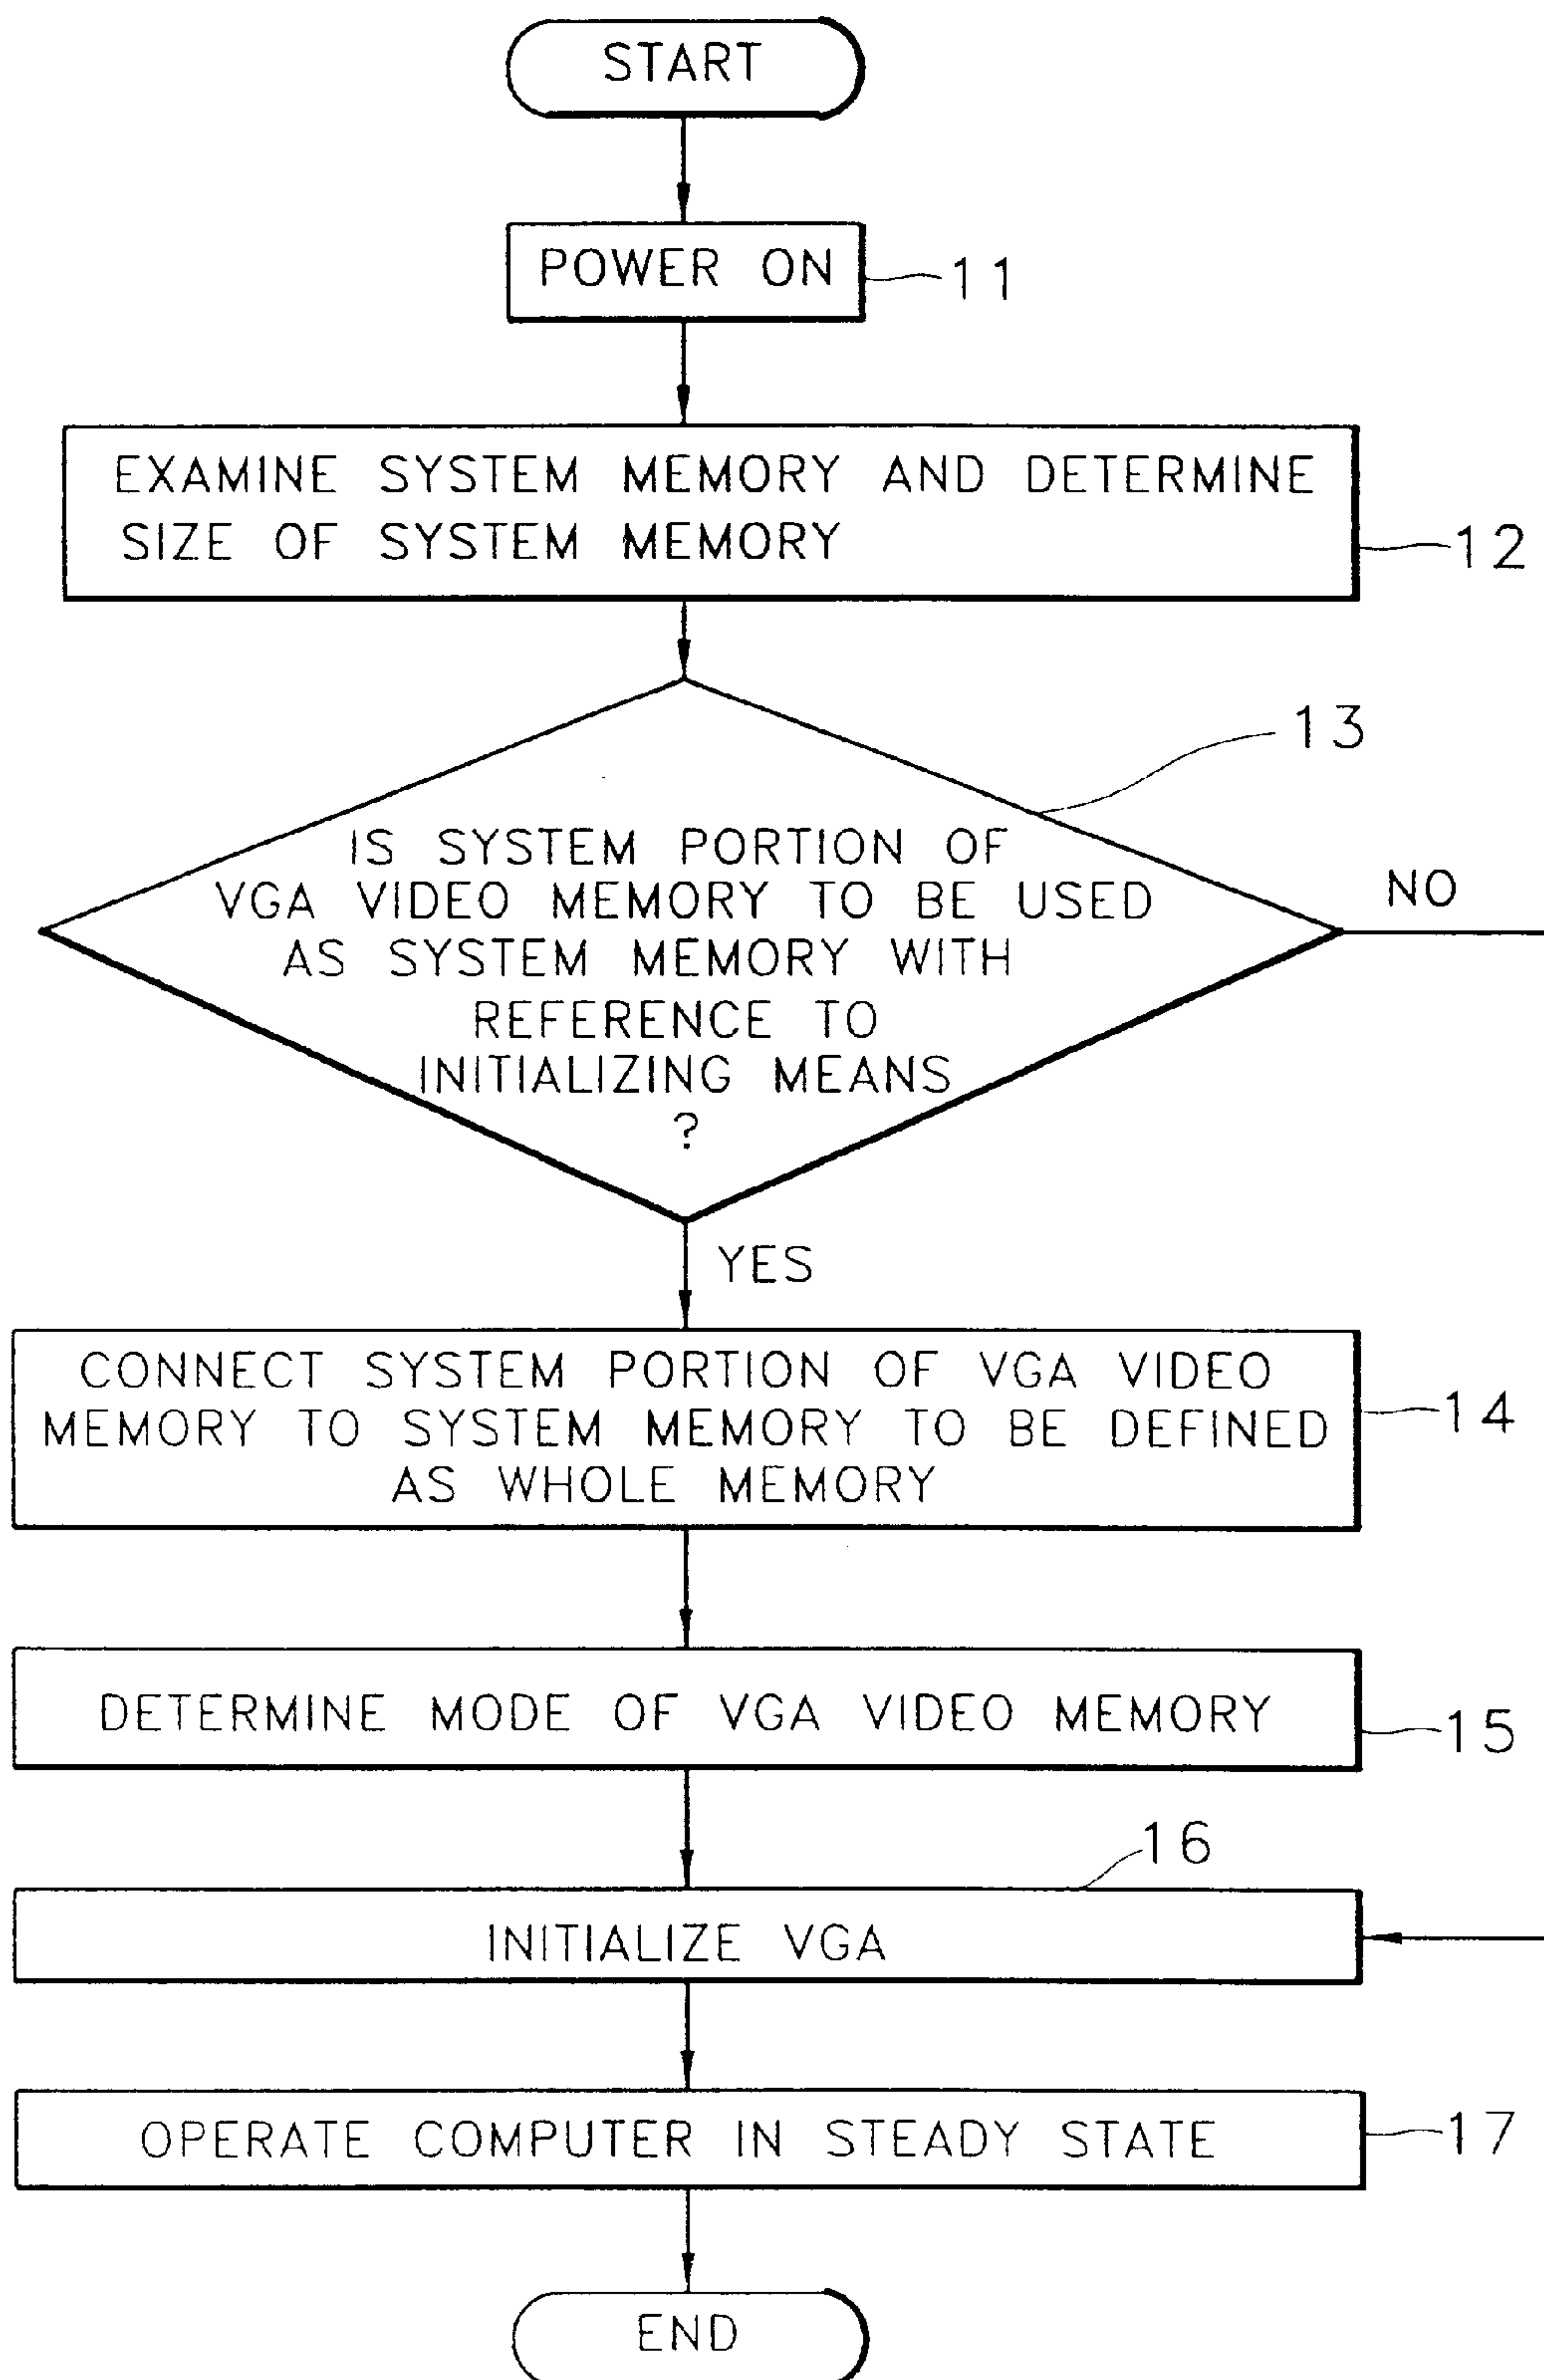 START
POWER ON
11
EXAMINE SYSTEM MEMORY AND DETERMINE
SIZE OF SYSTEM MEMORY
12
13
IS SYSTEM PORTION OF
VGA VIDEO MEMORY TO BE USED
AS SYSTEM MEMORY WITH
REFERENCE TO
INITIALIZING MEANS
?
NO
YES
CONNECT SYSTEM PORTION OF VGA VIDEO
MEMORY TO SYSTEM MEMORY TO BE DEFINED
AS WHOLE MEMORY
14
DETERMINE MODE OF VGA VIDEO MEMORY
15
16
INITIALIZE VGA
OPERATE COMPUTER IN STEADY STATE
17
END